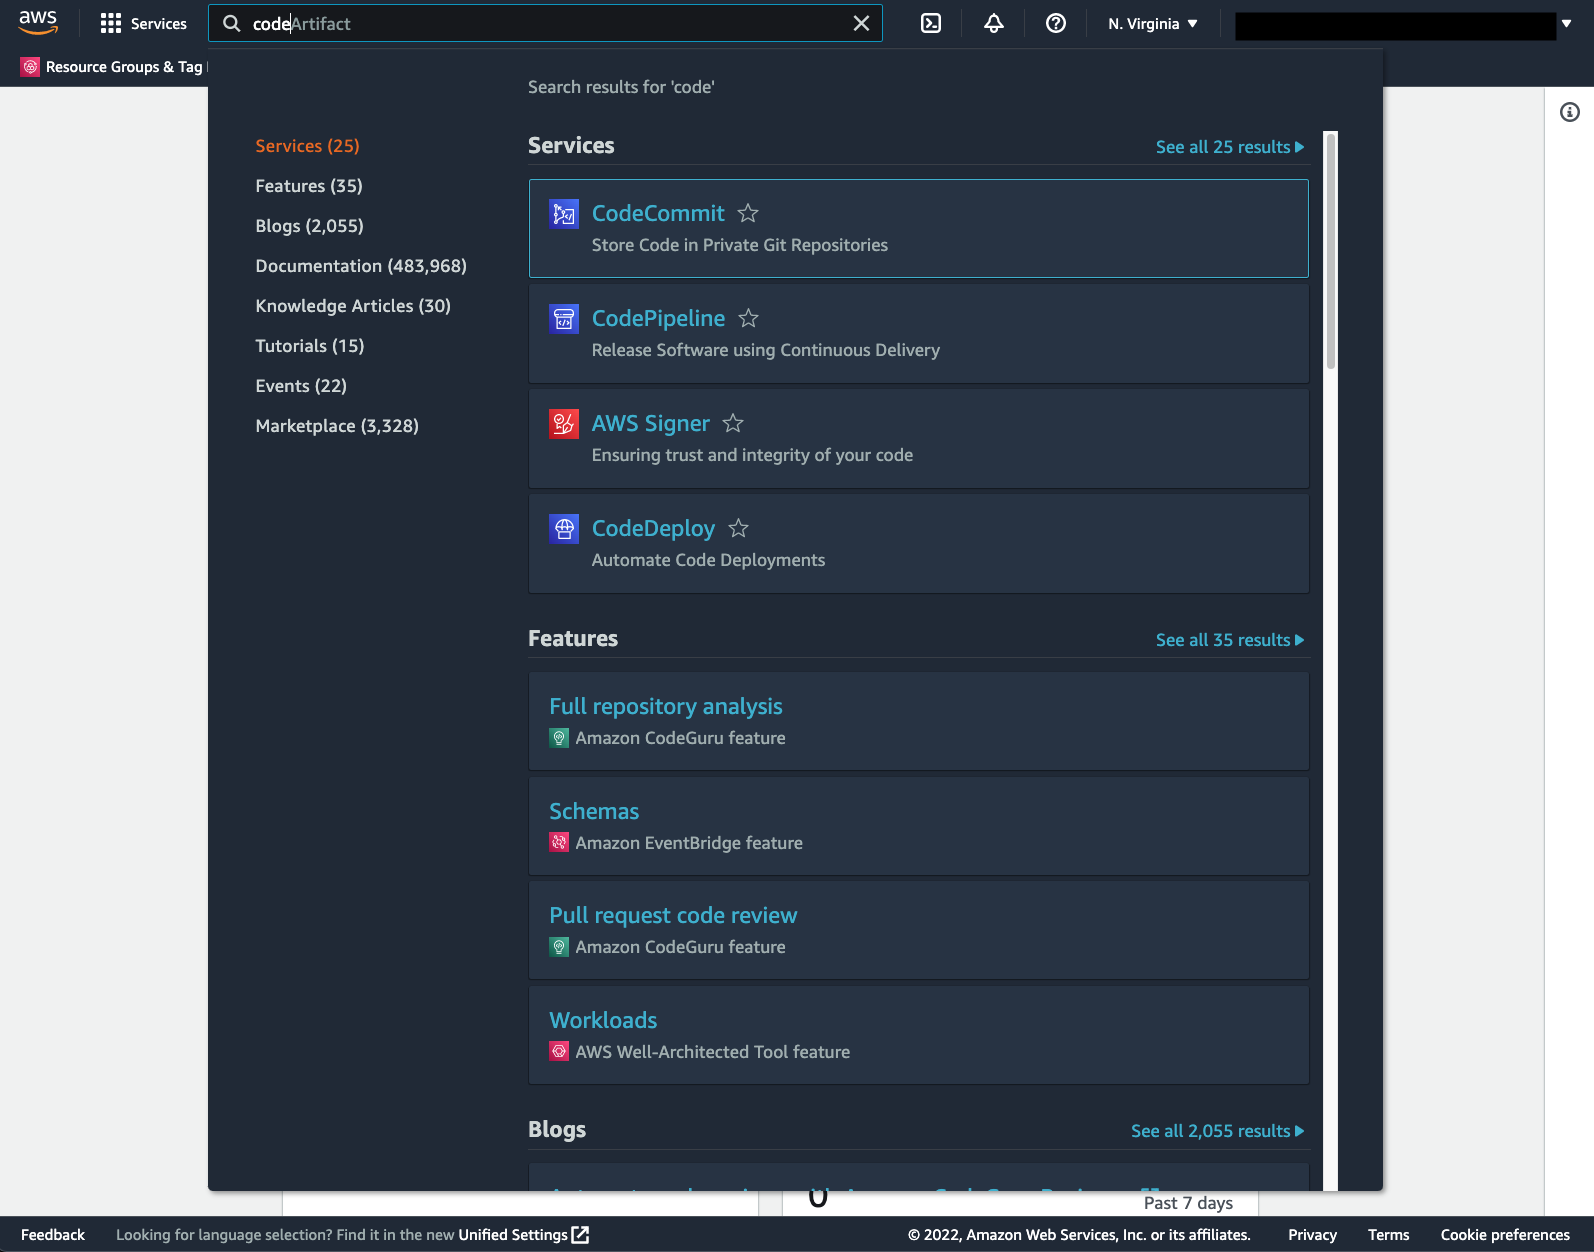 aws
Services
codeArtifact
N. Virginia
Resource Groups & Tag
Search results for 'code'
Services (25)
Features (35)
Blogs (2,055)
Documentation (483,968)
Knowledge Articles (30)
Tutorials (15)
Events (22)
Marketplace (3,328)
Services
See all 25 results
CodeCommit
Store Code in Private Git Repositories
CodePipeline
Release Software using Continuous Delivery
AWS Signer
Ensuring trust and integrity of your code
CodeDeploy
Automate Code Deployments
Features
See all 35 results
Full repository analysis
Amazon CodeGuru feature
Schemas
Amazon EventBridge feature
Pull request code review
Amazon CodeGuru feature
Workloads
AWS Well-Architected Tool feature
Blogs
See all 2,055 results
0
Past 7 days
Feedback
Looking for language selection? Find it in the new Unified Settings
© 2022, Amazon Web Services, Inc. or its affiliates.
Privacy
Terms
Cookie preferences